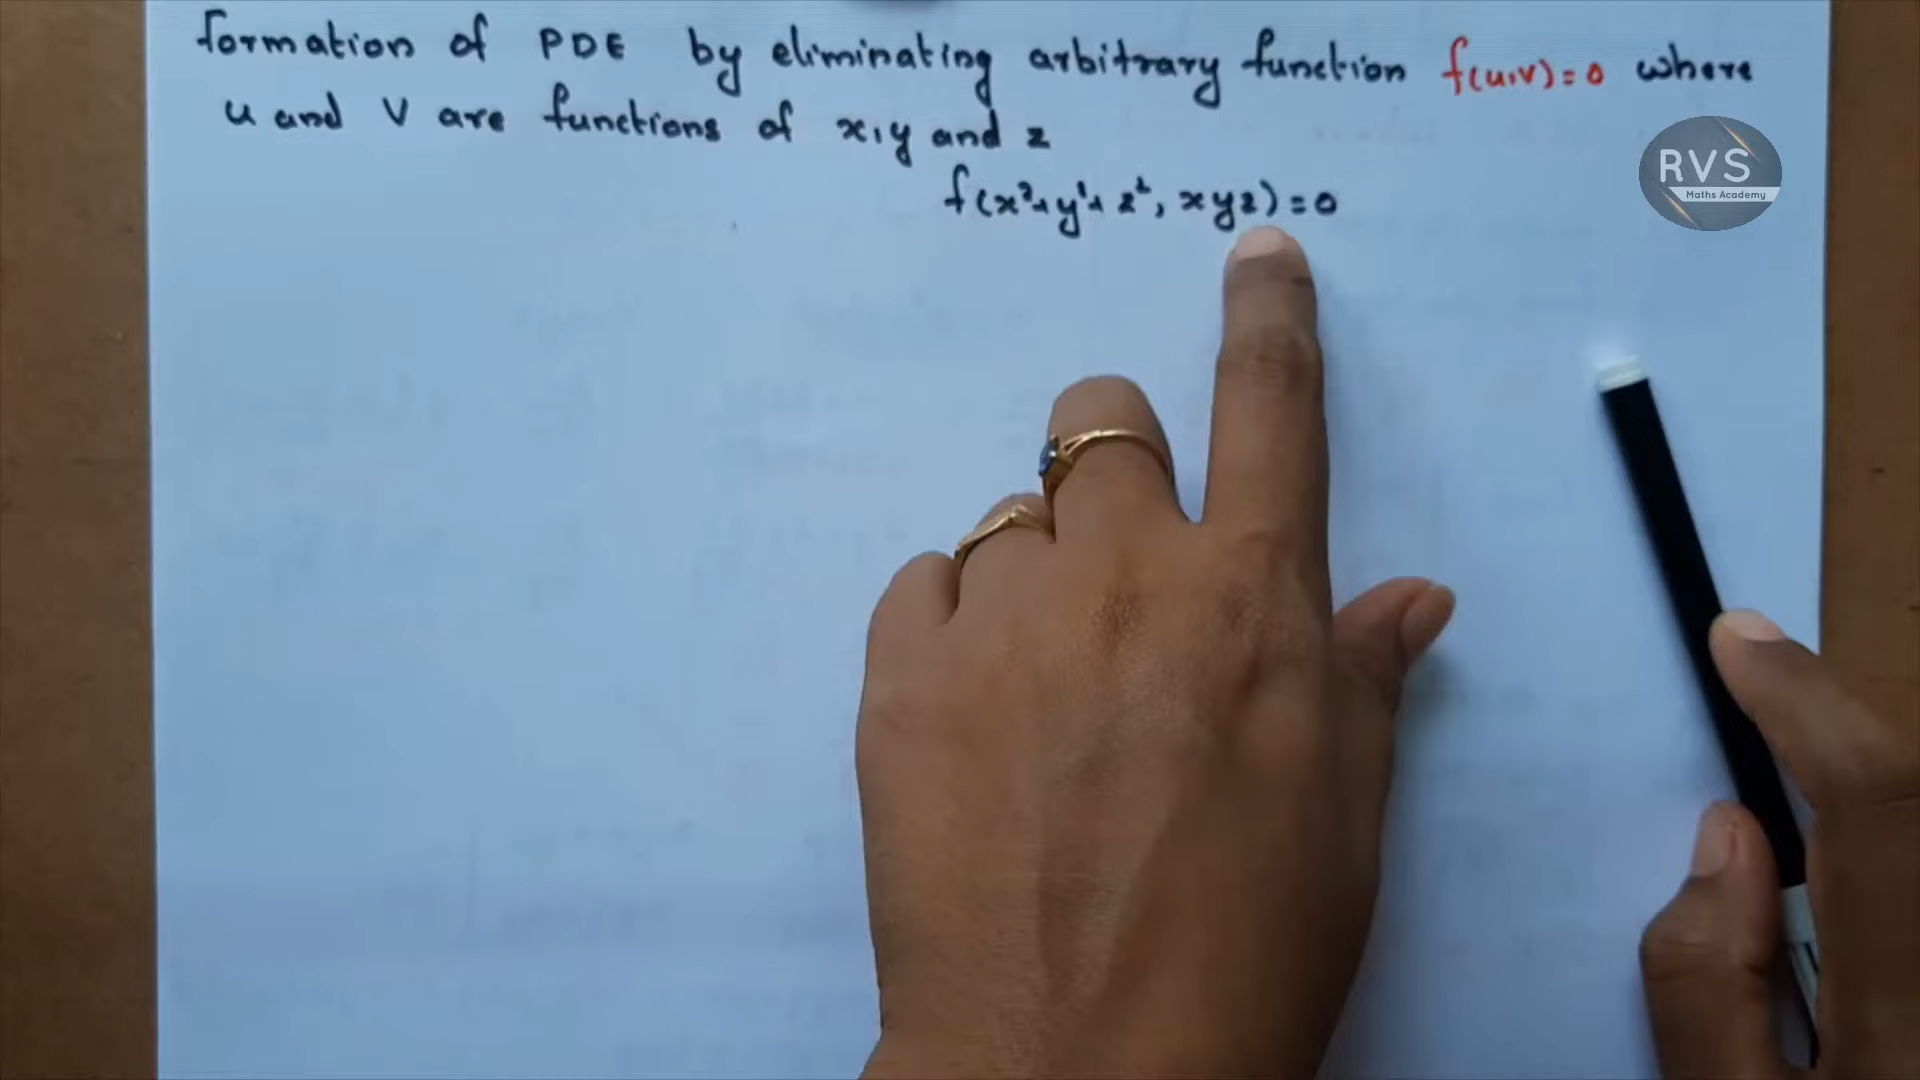 formation of PDE by eliminating arbitrary function f(u,v)=0 where
u and v are functions of x,y and z
f(x²+y²+z², xyz)=0
RVS
Maths Academy